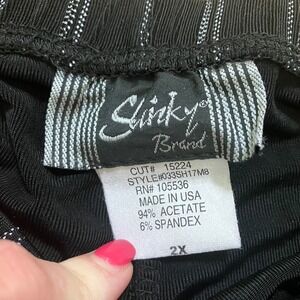 Slinky®
Brand
CUT# 15224
STYLE#033SH17M8
RN# 105536
MADE IN USA
94% ACETATE
6% SPANDEX
2X